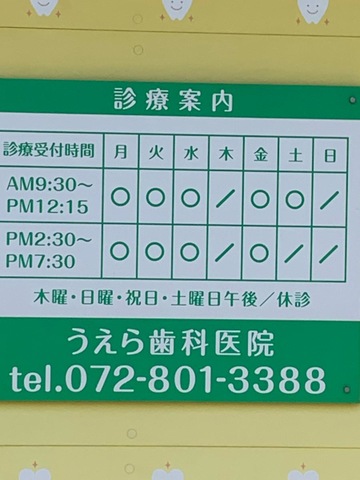 診療案内
診療受付時間 月 火 水 木 金 土 日
AM9:30〜 PM12:15 ○ ○ ○ ／ ○ ○ ／
PM2:30〜 PM7:30 ○ ○ ○ ／ ○ ／ ／
木曜・日曜・祝日・土曜日午後／休診
うえら歯科医院
tel.072-801-3388